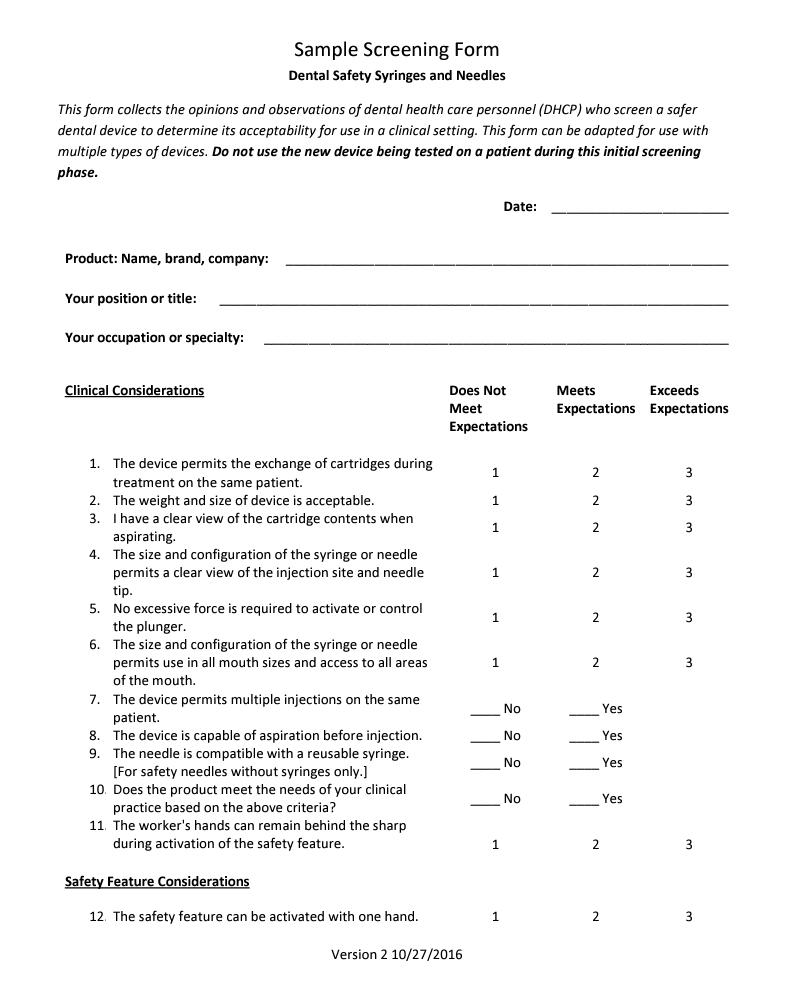 Sample Screening Form
Dental Safety Syringes and Needles
This form collects the opinions and observations of dental health care personnel (DHCP) who screen a safer
dental device to determine its acceptability for use in a clinical setting. This form can be adapted for use with
multiple types of devices. Do not use the new device being tested on a patient during this initial screening
phase.
Date: ________________________
Product: Name, brand, company: ____________________________________________________________
Your position or title: _____________________________________________________________________
Your occupation or specialty: _______________________________________________________________
Clinical Considerations Does Not Meets Exceeds
Meet Expectations Expectations
Expectations
1. The device permits the exchange of cartridges during
treatment on the same patient. 1 2 3
2. The weight and size of device is acceptable. 1 2 3
3. I have a clear view of the cartridge contents when
aspirating. 1 2 3
4. The size and configuration of the syringe or needle
permits a clear view of the injection site and needle 1 2 3
tip.
5. No excessive force is required to activate or control
the plunger. 1 2 3
6. The size and configuration of the syringe or needle
permits use in all mouth sizes and access to all areas 1 2 3
of the mouth.
7. The device permits multiple injections on the same
patient. ____ No ____ Yes
8. The device is capable of aspiration before injection. ____ No ____ Yes
9. The needle is compatible with a reusable syringe.
[For safety needles without syringes only.] ____ No ____ Yes
10. Does the product meet the needs of your clinical
practice based on the above criteria? ____ No ____ Yes
11. The worker's hands can remain behind the sharp
during activation of the safety feature. 1 2 3
Safety Feature Considerations
12. The safety feature can be activated with one hand. 1 2 3
Version 2 10/27/2016